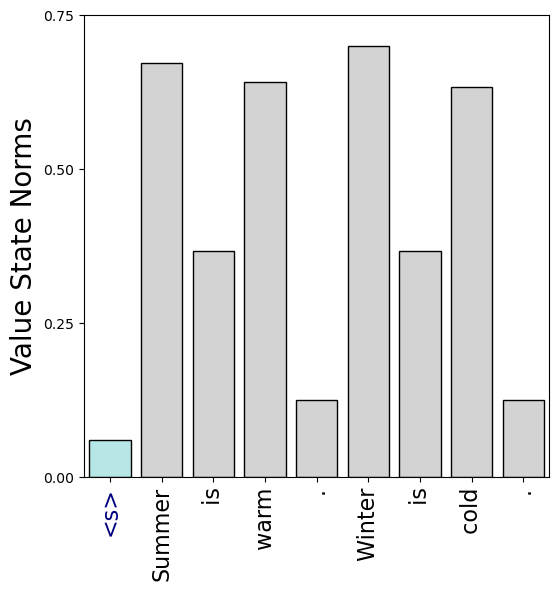 Value State Norms
0.75
0.50
0.25
0.00
<s>
Summer
is
warm
.
Winter
is
cold
.